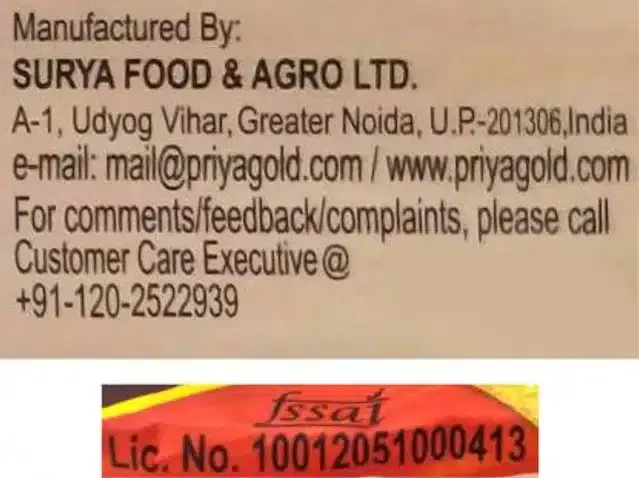 Manufactured By:
SURYA FOOD & AGRO LTD.
A-1, Udyog Vihar, Greater Noida, U.P.-201306,India
e-mail: mail@priyagold.com / www.priyagold.com
For comments/feedback/complaints, please call
Customer Care Executive @
+91-120-2522939
fssai
Lic. No. 10012051000413